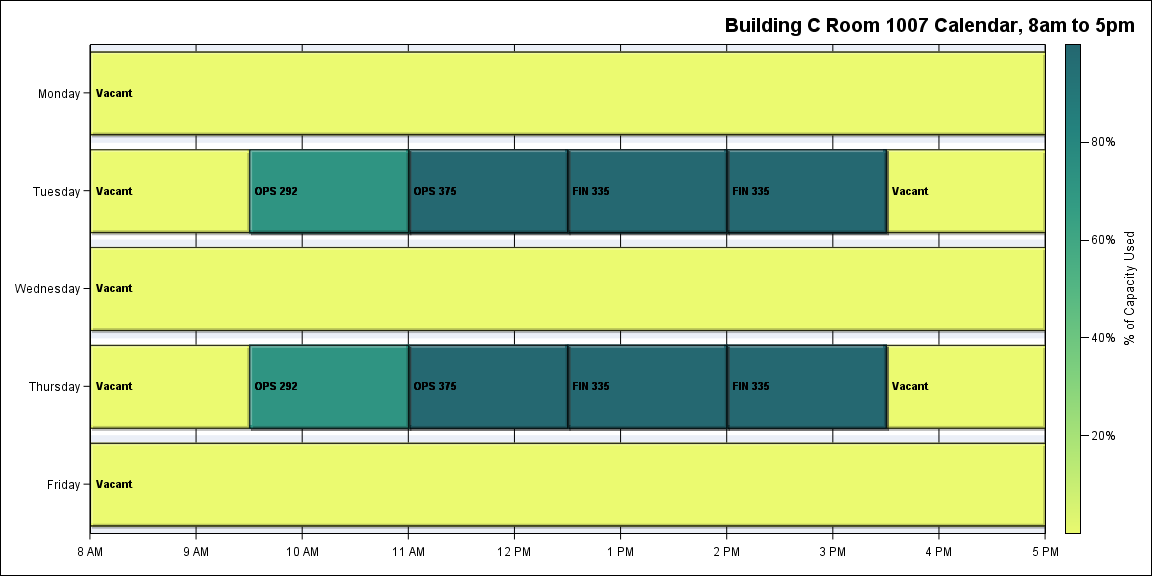 Building C Room 1007 Calendar, 8am to 5pm
Monday
Vacant
Tuesday
Vacant
OPS 292
OPS 375
FIN 335
FIN 335
Vacant
Wednesday
Vacant
Thursday
Vacant
OPS 292
OPS 375
FIN 335
FIN 335
Vacant
Friday
Vacant
8 AM
9 AM
10 AM
11 AM
12 PM
1 PM
2 PM
3 PM
4 PM
5 PM
80%
60%
40%
20%
% of Capacity Used